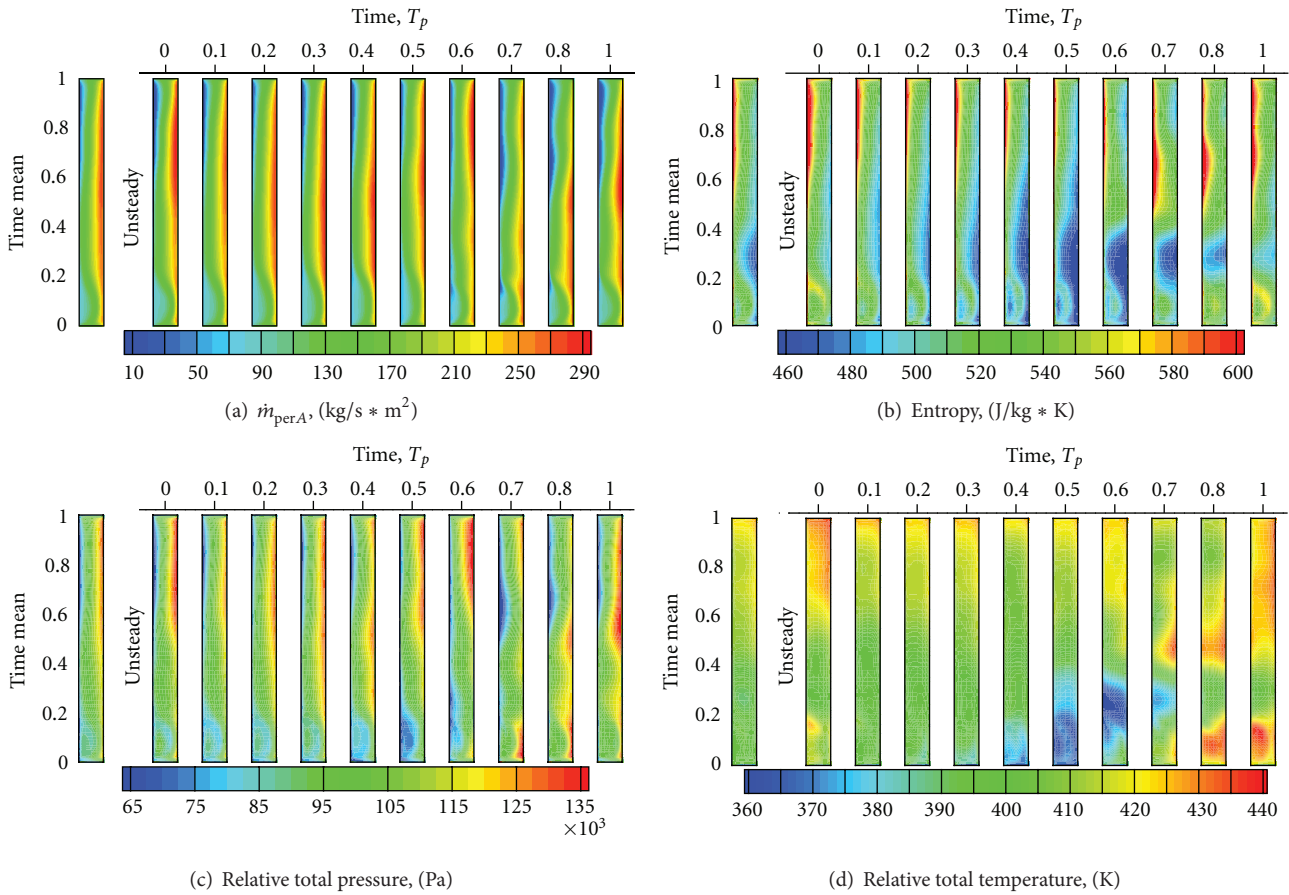 Time, T_p
0 0.1 0.2 0.3 0.4 0.5 0.6 0.7 0.8 1
Time mean
1
0.8
0.6
0.4
0.2
0
Unsteady
10 50 90 130 170 210 250 290
(a) ṁ_perA, (kg/s ∗ m²)
Time, T_p
0 0.1 0.2 0.3 0.4 0.5 0.6 0.7 0.8 1
Time mean
1
0.8
0.6
0.4
0.2
0
Unsteady
460 480 500 520 540 560 580 600
(b) Entropy, (J/kg ∗ K)
Time, T_p
0 0.1 0.2 0.3 0.4 0.5 0.6 0.7 0.8 1
Time mean
1
0.8
0.6
0.4
0.2
0
Unsteady
65 75 85 95 105 115 125 135
×10³
(c) Relative total pressure, (Pa)
Time, T_p
0 0.1 0.2 0.3 0.4 0.5 0.6 0.7 0.8 1
Time mean
1
0.8
0.6
0.4
0.2
0
Unsteady
360 370 380 390 400 410 420 430 440
(d) Relative total temperature, (K)